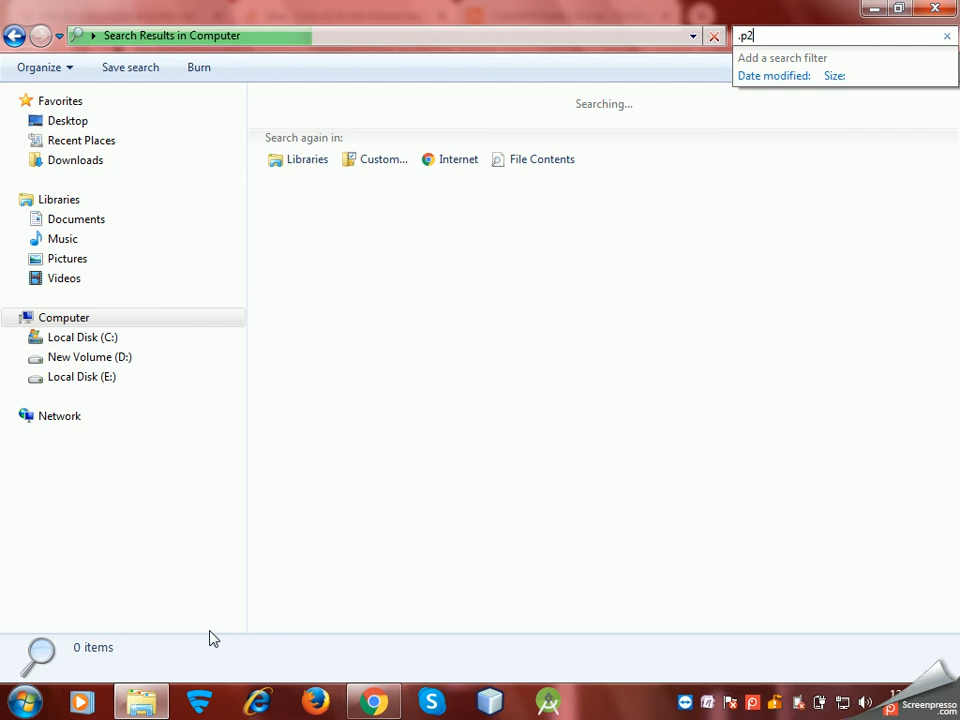 Search Results in Computer
.p2
Add a search filter
Date modified: Size:
Organize Save search Burn
Favorites
Desktop
Recent Places
Downloads
Libraries
Documents
Music
Pictures
Videos
Computer
Local Disk (C:)
New Volume (D:)
Local Disk (E:)
Network
Searching...
Search again in:
Libraries Custom... Internet File Contents
0 items
Screenpresso
.com